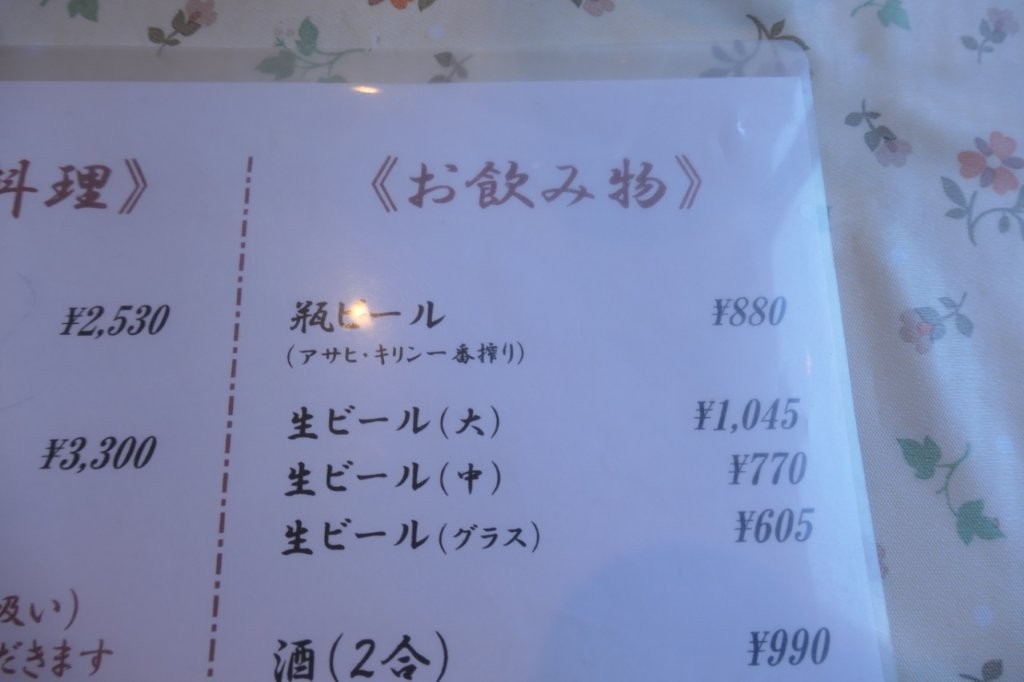 料理》
¥2,530
¥3,300
吸い)
だきます
《お飲み物》
瓶ビール ¥880
(アサヒ・キリン一番搾り)
生ビール(大) ¥1,045
生ビール(中) ¥770
生ビール(グラス) ¥605
酒(2合) ¥990